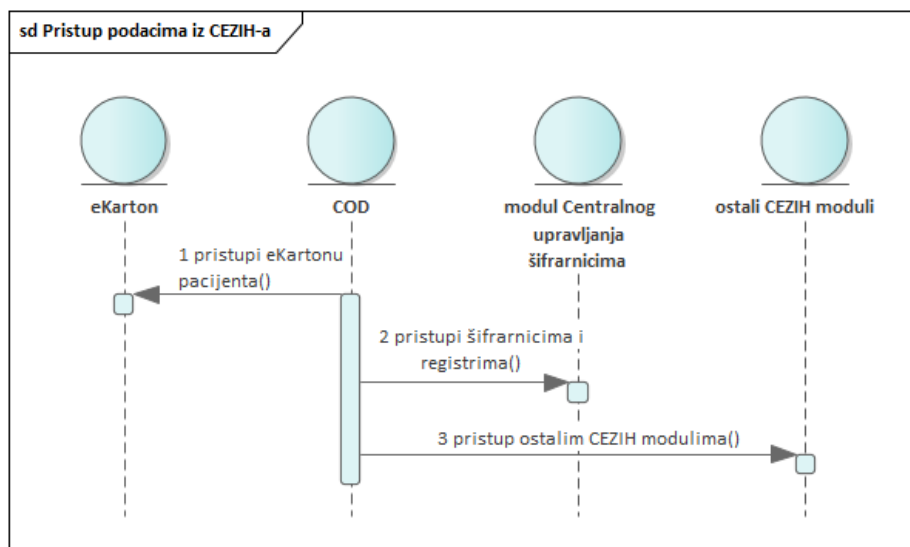 sd Pristup podacima iz CEZIH-a
eKarton
COD
modul Centralnog
upravljanja
šifrarnicima
ostali CEZIH moduli
1 pristupi eKartonu
pacijenta()
2 pristupi šifrarnicima i
registrima()
3 pristup ostalim CEZIH modulima()